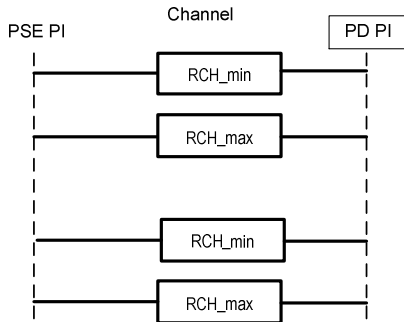 Channel
PSE PI
PD PI
RCH_min
RCH_max
RCH_min
RCH_max